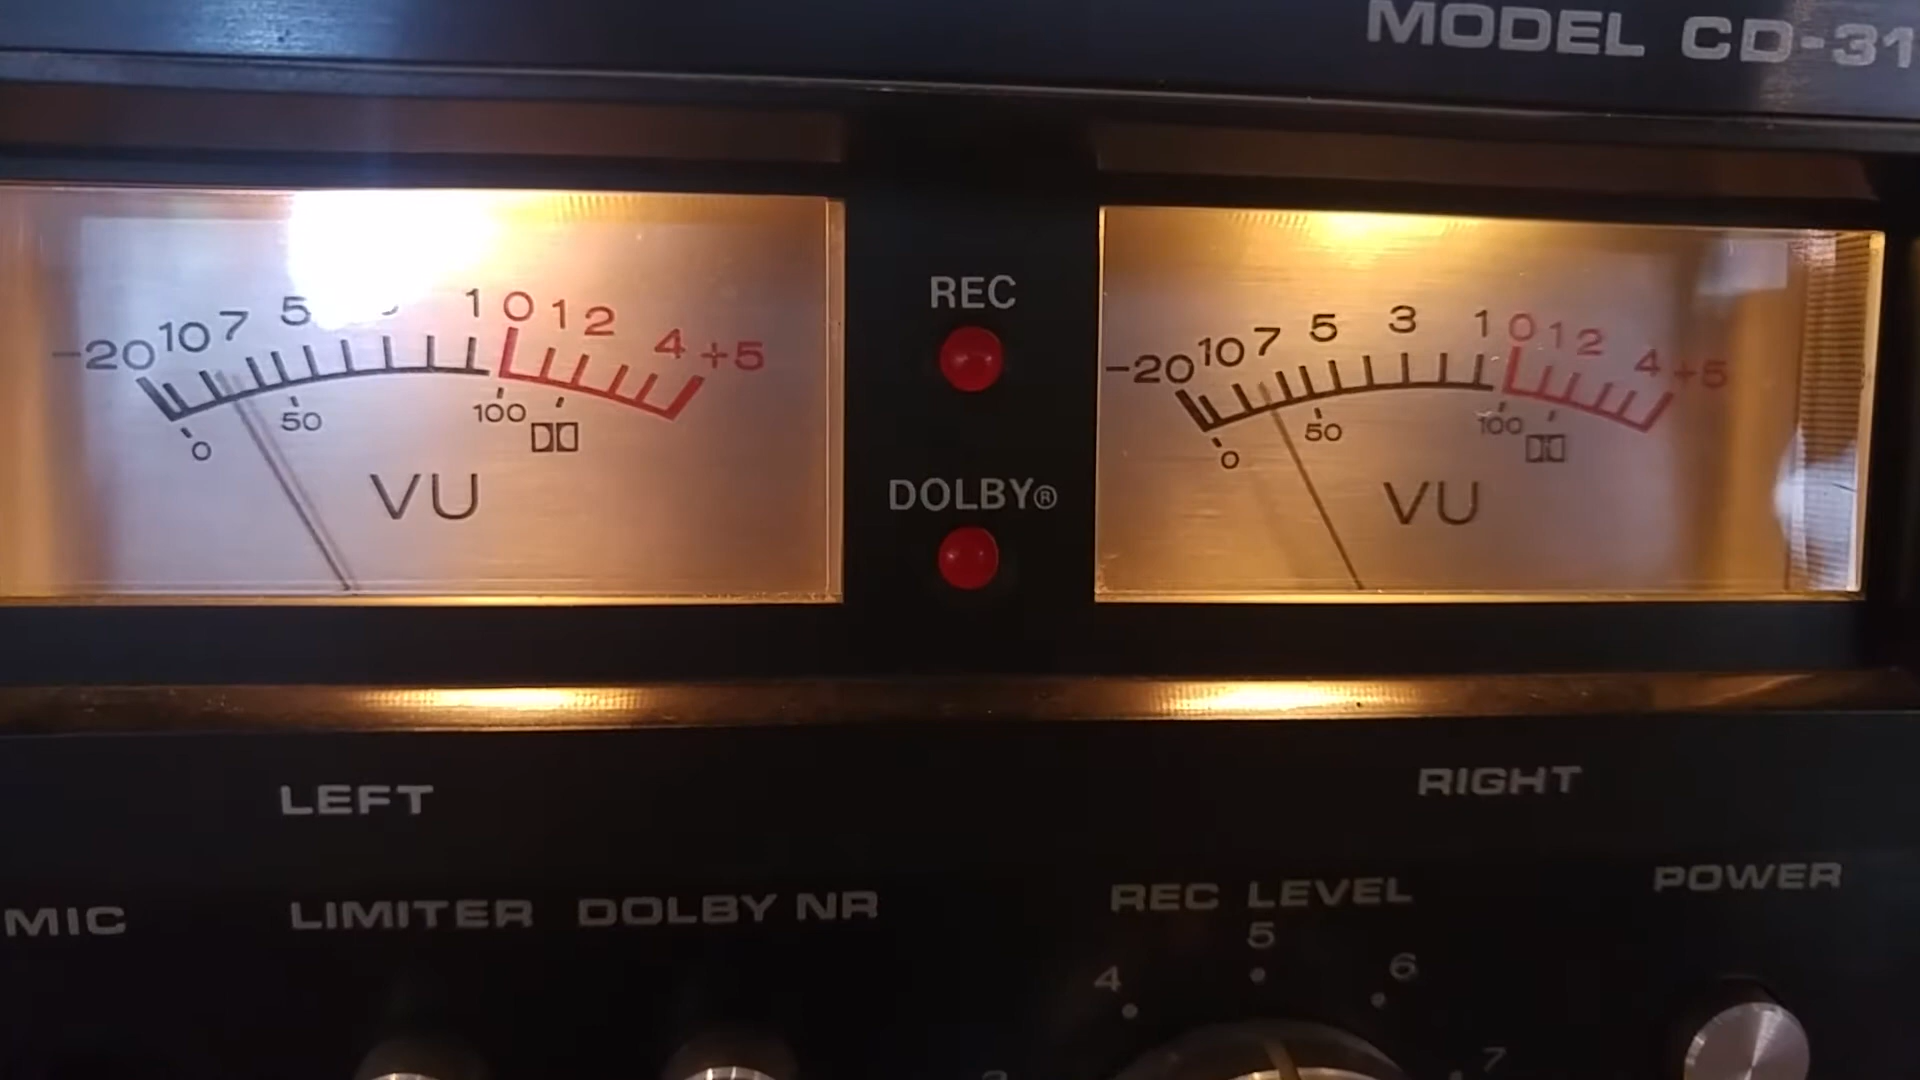 MODEL CD-31
-20 10 7 5 1 0 1 2 4 +5
0 50 100
VU
REC
DOLBY®
-20 10 7 5 3 1 0 1 2 4 +5
0 50 100
VU
LEFT
RIGHT
MIC
LIMITER
DOLBY NR
REC LEVEL
4 5 6 7
POWER